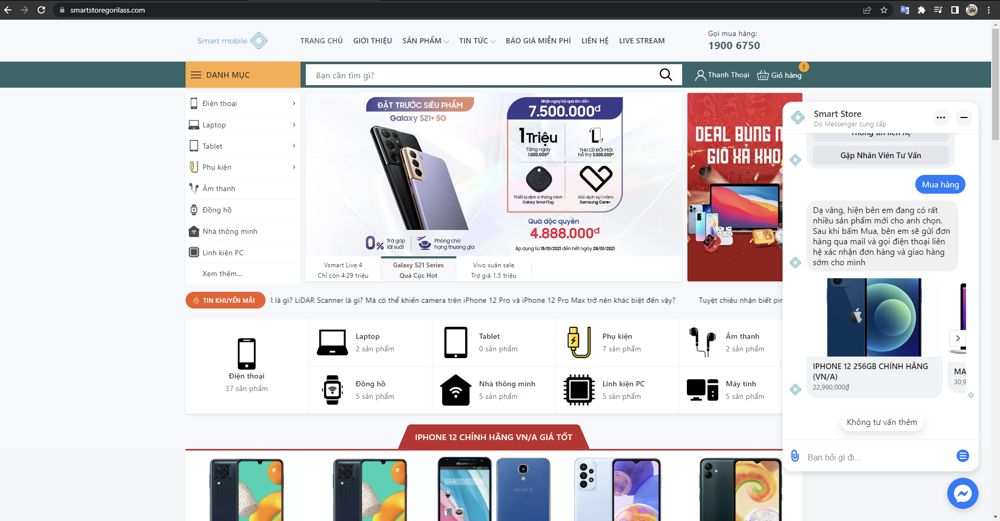 smartstoregorilass.com
Smart mobile
TRANG CHỦ
GIỚI THIỆU
SẢN PHẨM
TIN TỨC
BÁO GIÁ MIỄN PHÍ
LIÊN HỆ
LIVE STREAM
Gọi mua hàng:
1900 6750
DANH MỤC
Bạn cần tìm gì?
Thanh Thoại
Giỏ hàng
1
Điện thoại
Laptop
Tablet
Phụ kiện
Âm thanh
Đồng hồ
Nhà thông minh
Linh kiện PC
Xem thêm...
ĐẶT TRƯỚC SIÊU PHẨM
Galaxy S21+ 5G
Nhận ngay bộ quà lên đến
7.500.000đ
1 Triệu
Tặng ngay
1.000.000đ
THU CŨ ĐỔI MỚI
hỗ trợ 3.000.000đ
Thiết bị định vị thông minh
Galaxy SmartTag
Gói dịch vụ 1 năm
Samsung Care+
Quà độc quyền
4.888.000đ
Áp dụng từ 15/01/2021 đến hết ngày 28/01/2021
0% Trả góp
lãi suất
Phòng chờ
hạng thương gia
Vsmart Live 4
Chỉ còn 4.29 triệu
Galaxy S21 Series
Quà Cực Hot
Vivo xuân sale
Trợ giá 1.5 triệu
DEAL BÙNG N
GIỜ XẢ KHO
TIN KHUYẾN MÃI
R là gì? LiDAR Scanner là gì? Mà có thể khiến camera trên iPhone 12 Pro và iPhone 12 Pro Max trở nên khác biệt đến vậy?
Tuyệt chiêu nhận biết pin
Điện thoại
37 sản phẩm
Laptop
2 sản phẩm
Tablet
0 sản phẩm
Phụ kiện
7 sản phẩm
Âm thanh
2 sản phẩm
Đồng hồ
5 sản phẩm
Nhà thông minh
5 sản phẩm
Linh kiện PC
5 sản phẩm
Máy tính
5 sản phẩm
IPHONE 12 CHÍNH HÃNG VN/A GIÁ TỐT
docomo
GALAXY J
Smart Store
Do Messenger cung cấp
Thông tin liên hệ
Gặp Nhân Viên Tư Vấn
Mua hàng
Dạ vâng, hiện bên em đang có rất
nhiều sản phẩm mới cho anh chọn.
Sau khi bấm Mua, bên em sẽ gửi đơn
hàng qua mail và gọi điện thoại liên
hệ xác nhận đơn hàng và giao hàng
sớm cho mình
IPHONE 12 256GB CHÍNH HÃNG
(VN/A)
22,990,000₫
MA
30,9
Không tư vấn thêm
Bạn hỏi gì đi...